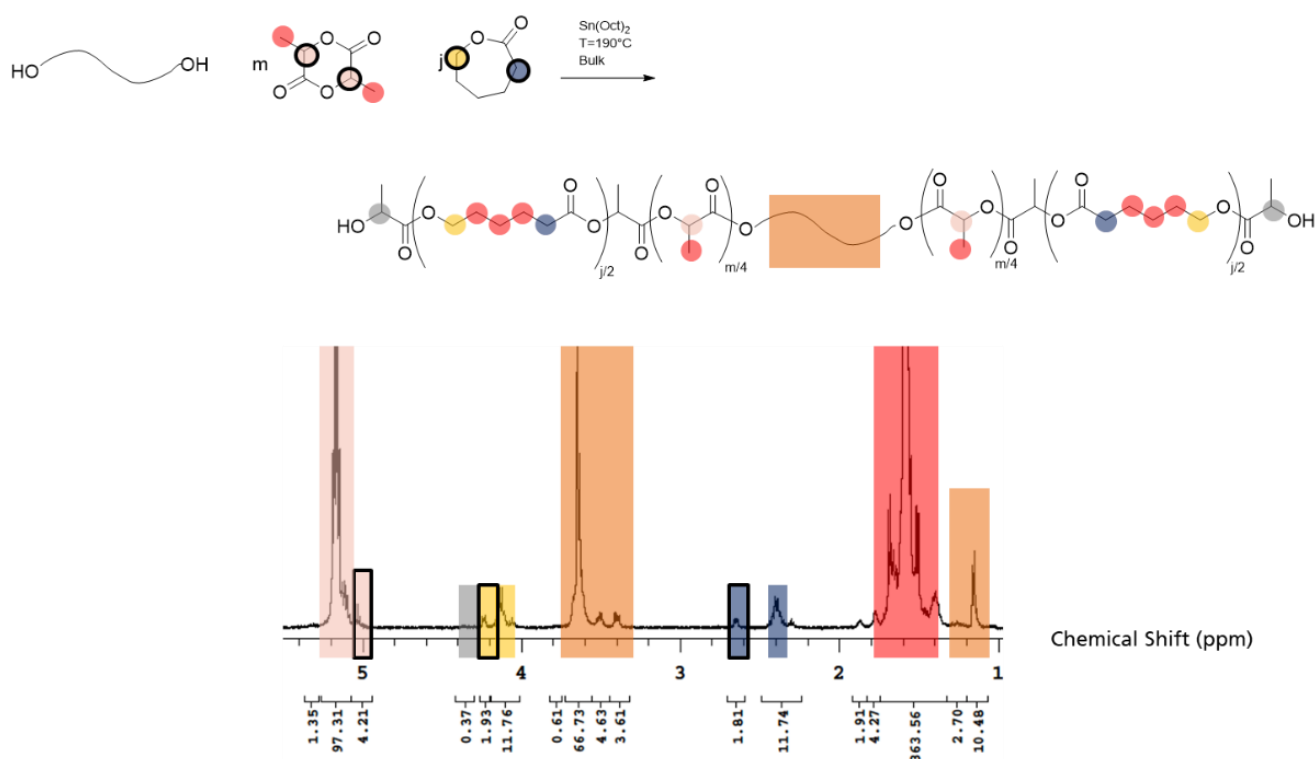 Sn(Oct)2
T=190°C
Bulk
HO OH m O O O O j O O
HO O O O j/2 O O O m/4 O O O O m/4 O O O O j/2 O O OH
Chemical Shift (ppm)
5 4 3 2 1
1.35 97.31 4.21 0.37 1.93 11.76 0.61 66.73 4.63 3.61 1.81 11.74 1.91 4.27 363.56 2.70 10.48